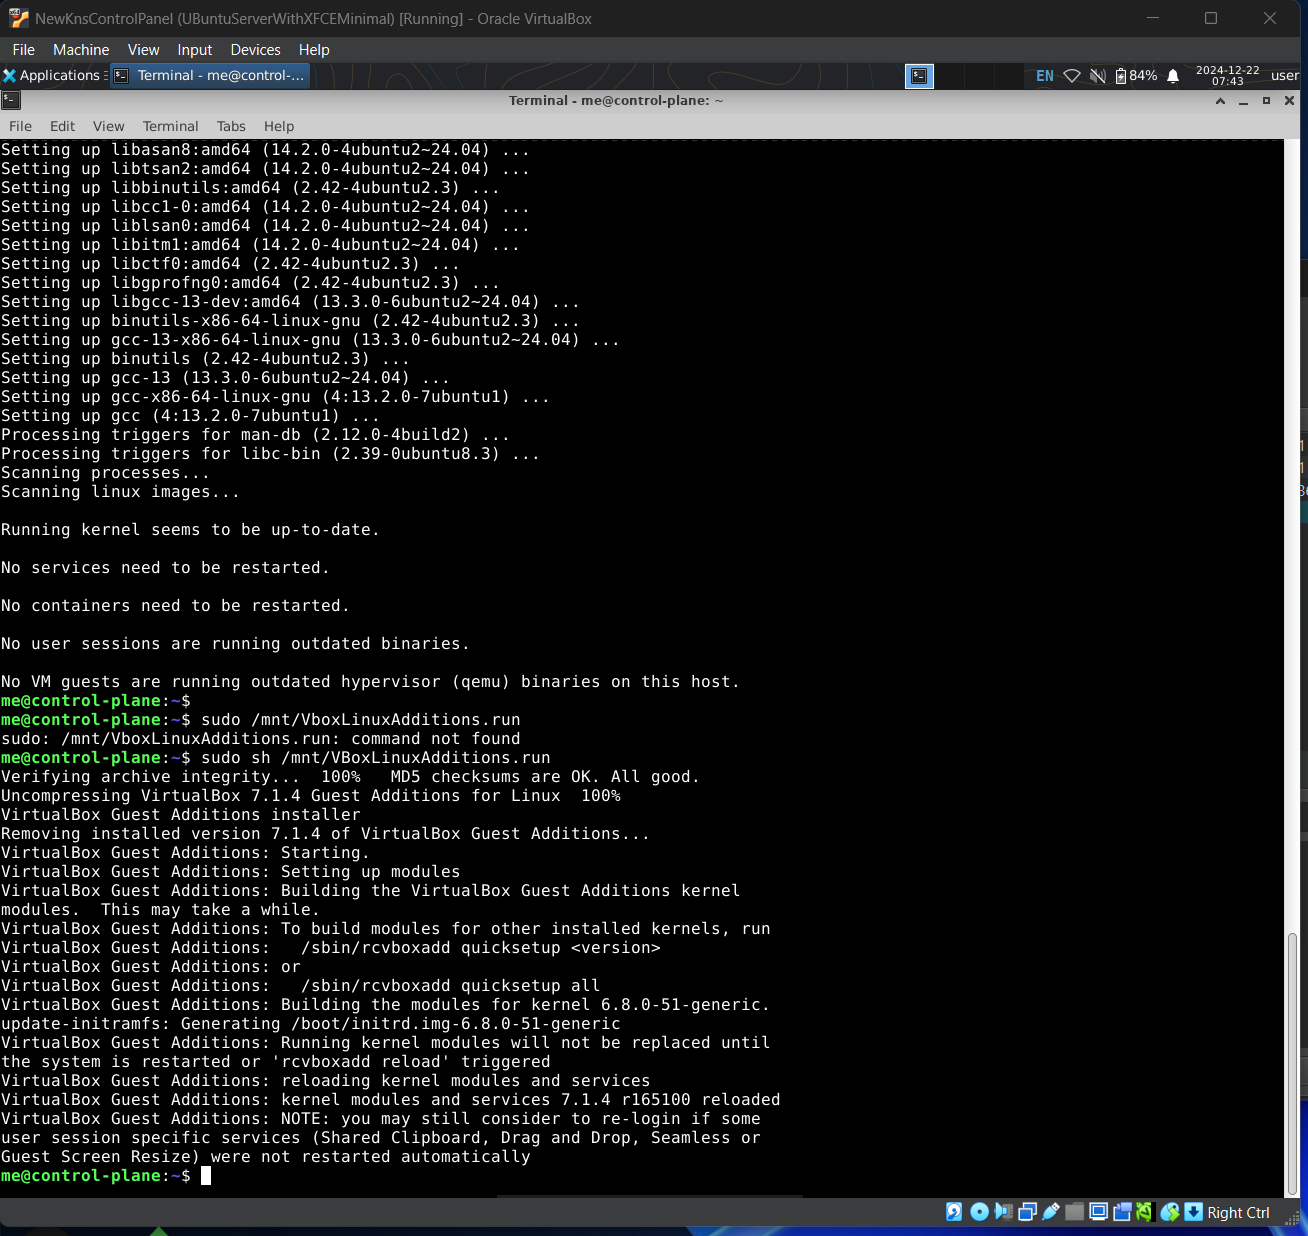 NewKnsControlPanel (UBuntuServerWithXFCEMinimal) [Running] - Oracle VirtualBox
File Machine View Input Devices Help
Applications Terminal - me@control-... EN 84% 2024-12-22 07:43 user
Terminal - me@control-plane: ~
File Edit View Terminal Tabs Help
Setting up libasan8:amd64 (14.2.0-4ubuntu2~24.04) ...
Setting up libtsan2:amd64 (14.2.0-4ubuntu2~24.04) ...
Setting up libbinutils:amd64 (2.42-4ubuntu2.3) ...
Setting up libcc1-0:amd64 (14.2.0-4ubuntu2~24.04) ...
Setting up liblsan0:amd64 (14.2.0-4ubuntu2~24.04) ...
Setting up libitm1:amd64 (14.2.0-4ubuntu2~24.04) ...
Setting up libctf0:amd64 (2.42-4ubuntu2.3) ...
Setting up libgprofng0:amd64 (2.42-4ubuntu2.3) ...
Setting up libgcc-13-dev:amd64 (13.3.0-6ubuntu2~24.04) ...
Setting up binutils-x86-64-linux-gnu (2.42-4ubuntu2.3) ...
Setting up gcc-13-x86-64-linux-gnu (13.3.0-6ubuntu2~24.04) ...
Setting up binutils (2.42-4ubuntu2.3) ...
Setting up gcc-13 (13.3.0-6ubuntu2~24.04) ...
Setting up gcc-x86-64-linux-gnu (4:13.2.0-7ubuntu1) ...
Setting up gcc (4:13.2.0-7ubuntu1) ...
Processing triggers for man-db (2.12.0-4build2) ...
Processing triggers for libc-bin (2.39-0ubuntu8.3) ...
Scanning processes...
Scanning linux images...
Running kernel seems to be up-to-date.
No services need to be restarted.
No containers need to be restarted.
No user sessions are running outdated binaries.
No VM guests are running outdated hypervisor (qemu) binaries on this host.
me@control-plane:~$
me@control-plane:~$ sudo /mnt/VboxLinuxAdditions.run
sudo: /mnt/VboxLinuxAdditions.run: command not found
me@control-plane:~$ sudo sh /mnt/VBoxLinuxAdditions.run
Verifying archive integrity...  100%   MD5 checksums are OK. All good.
Uncompressing VirtualBox 7.1.4 Guest Additions for Linux  100%
VirtualBox Guest Additions installer
Removing installed version 7.1.4 of VirtualBox Guest Additions...
VirtualBox Guest Additions: Starting.
VirtualBox Guest Additions: Setting up modules
VirtualBox Guest Additions: Building the VirtualBox Guest Additions kernel
modules.  This may take a while.
VirtualBox Guest Additions: To build modules for other installed kernels, run
VirtualBox Guest Additions:   /sbin/rcvboxadd quicksetup <version>
VirtualBox Guest Additions: or
VirtualBox Guest Additions:   /sbin/rcvboxadd quicksetup all
VirtualBox Guest Additions: Building the modules for kernel 6.8.0-51-generic.
update-initramfs: Generating /boot/initrd.img-6.8.0-51-generic
VirtualBox Guest Additions: Running kernel modules will not be replaced until
the system is restarted or 'rcvboxadd reload' triggered
VirtualBox Guest Additions: reloading kernel modules and services
VirtualBox Guest Additions: kernel modules and services 7.1.4 r165100 reloaded
VirtualBox Guest Additions: NOTE: you may still consider to re-login if some
user session specific services (Shared Clipboard, Drag and Drop, Seamless or
Guest Screen Resize) were not restarted automatically
me@control-plane:~$
Right Ctrl